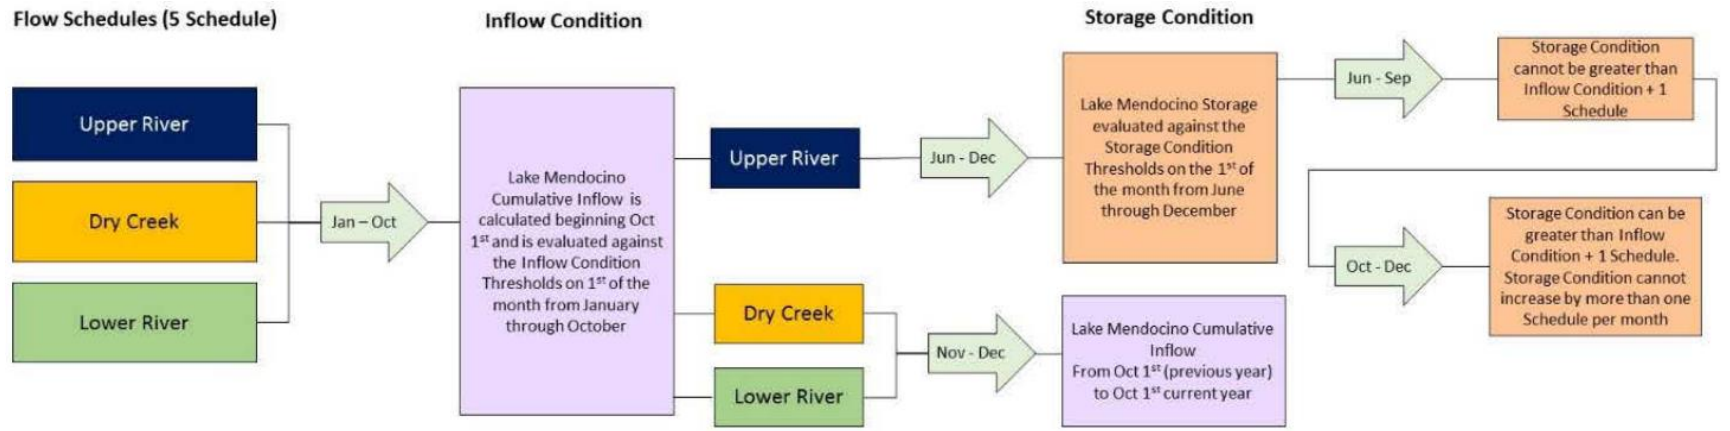 Flow Schedules (5 Schedule)
Inflow Condition
Storage Condition
Upper River
Dry Creek
Lower River
Jan – Oct
Lake Mendocino
Cumulative Inflow is
calculated beginning Oct
1st and is evaluated against
the Inflow Condition
Thresholds on 1st of the
month from January
through October
Upper River
Jun - Dec
Lake Mendocino Storage
evaluated against the
Storage Condition
Thresholds on the 1st of
the month from June
through December
Jun - Sep
Storage Condition
cannot be greater than
Inflow Condition + 1
Schedule
Oct - Dec
Storage Condition can be
greater than Inflow
Condition + 1 Schedule.
Storage Condition cannot
increase by more than one
Schedule per month
Dry Creek
Lower River
Nov - Dec
Lake Mendocino Cumulative
Inflow
From Oct 1st (previous year)
to Oct 1st current year